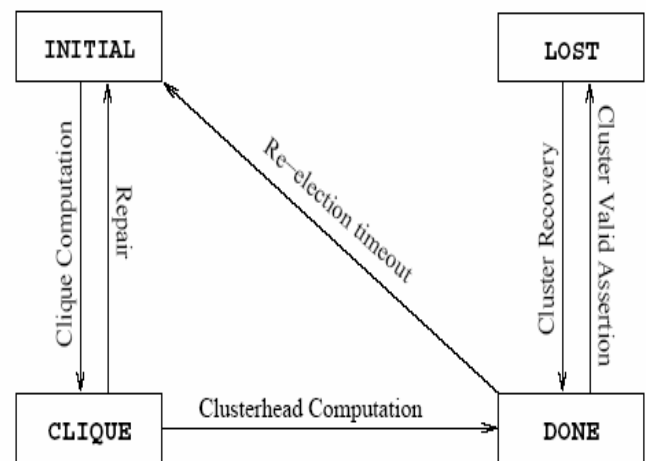 INITIAL
LOST
Clique Computation
Repair
Re-election timeout
Cluster Recovery
Cluster Valid Assertion
CLIQUE
Clusterhead Computation
DONE